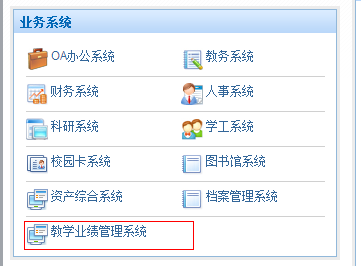 业务系统
OA办公系统 教务系统
财务系统 人事系统
科研系统 学工系统
校园卡系统 图书馆系统
资产综合系统 档案管理系统
教学业绩管理系统